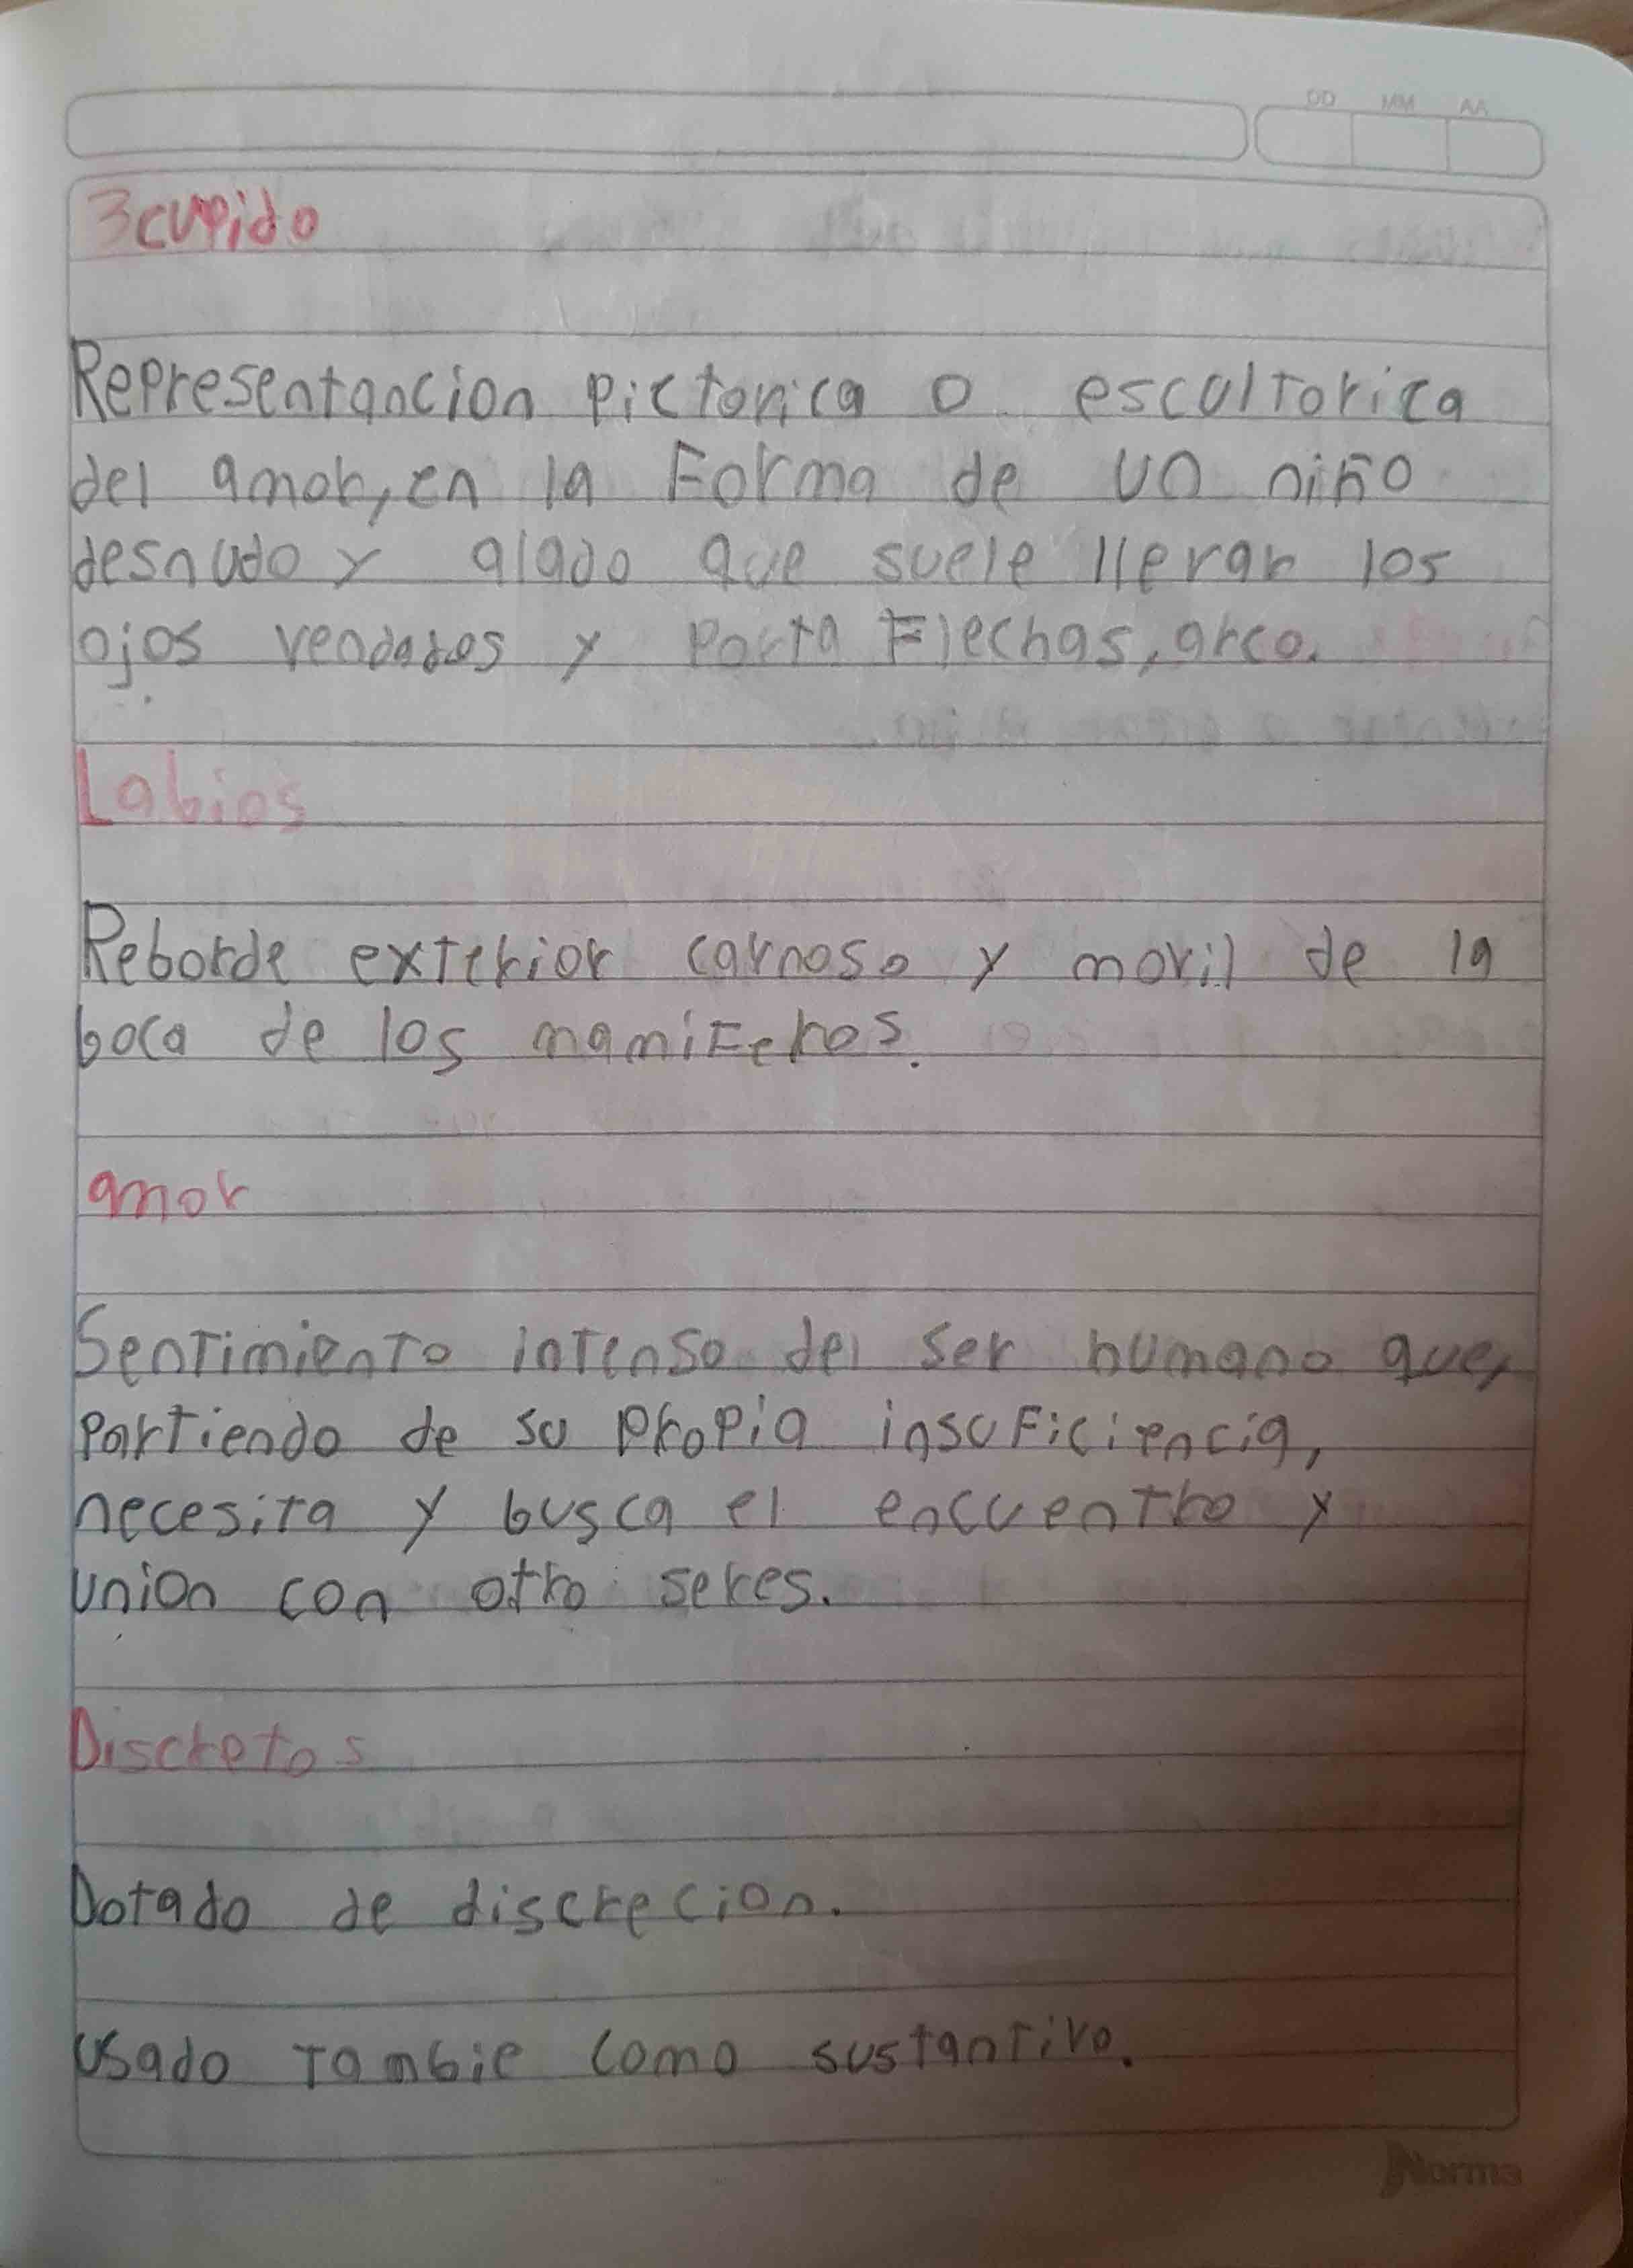 DD MM AA
3 cupido
Representancion pictorica o escultorica
del amor, en la Forma de un niño
desnudo y alado que suele llevar los
ojos vendados y porta Flechas, arco.
Labios
Reborde exterior carnoso y movil de la
boca de los mamiFeros.
amor
Sentimiento intenso del ser humano que,
partiendo de su propia insuFiciencia,
necesita y busca el encuentro y
union con otro seres.
Discretos
Dotado de discrecion.
Usado Tambie como sustantivo.
Norma